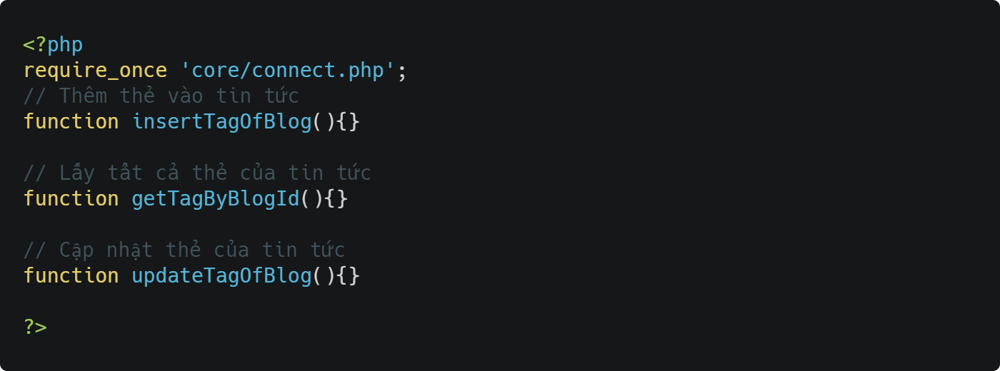 <?php
require_once 'core/connect.php';
// Thêm thẻ vào tin tức
function insertTagOfBlog(){}
// Lấy tất cả thẻ của tin tức
function getTagByBlogId(){}
// Cập nhật thẻ của tin tức
function updateTagOfBlog(){}
?>